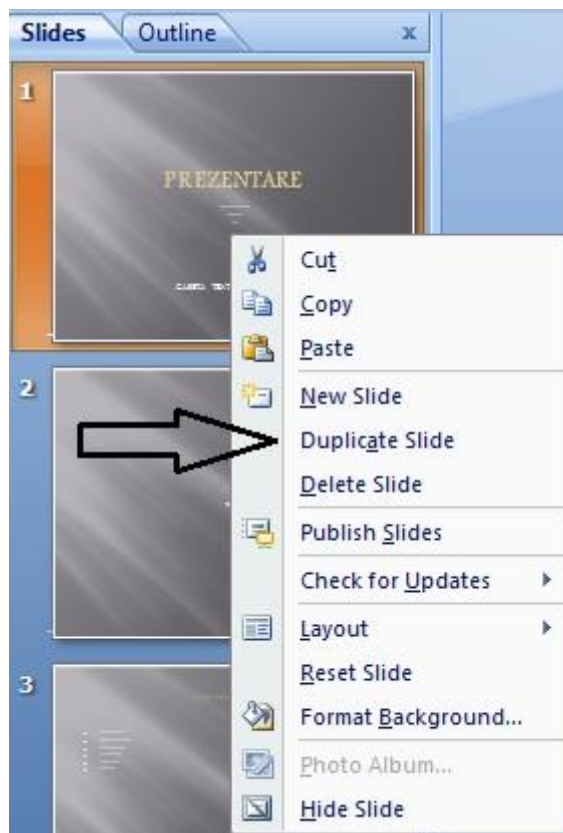 Slides Outline x
1
PREZENTARE
Cut
Copy
Paste
2
New Slide
Duplicate Slide
Delete Slide
Publish Slides
Check for Updates
Layout
3
Reset Slide
Format Background...
Photo Album...
Hide Slide